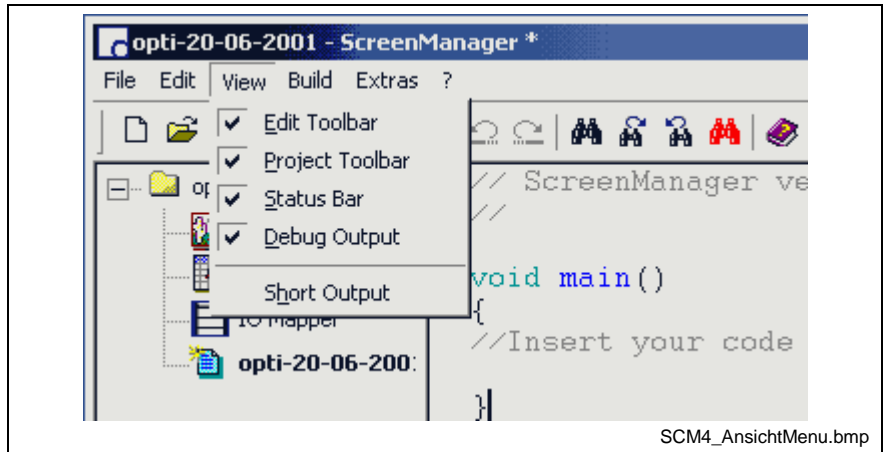 opti-20-06-2001 - ScreenManager *
File Edit View Build Extras ?
Edit Toolbar
Project Toolbar
Status Bar
Debug Output
Short Output
IO Mapper
opti-20-06-200
// ScreenManager ve
//
void main()
{
//Insert your code
}
SCM4_AnsichtMenu.bmp